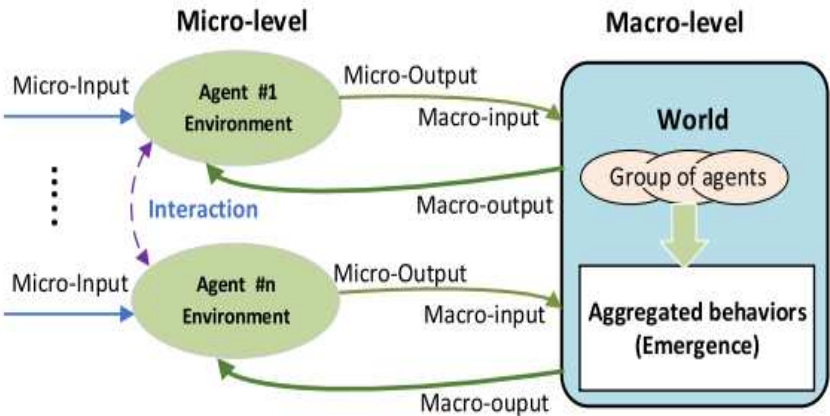 Micro-level
Macro-level
Micro-Input
Agent #1
Environment
Micro-Output
Macro-input
World
Group of agents
Macro-output
Interaction
Micro-Input
Agent #n
Environment
Micro-Output
Macro-input
Aggregated behaviors
(Emergence)
Macro-ouput